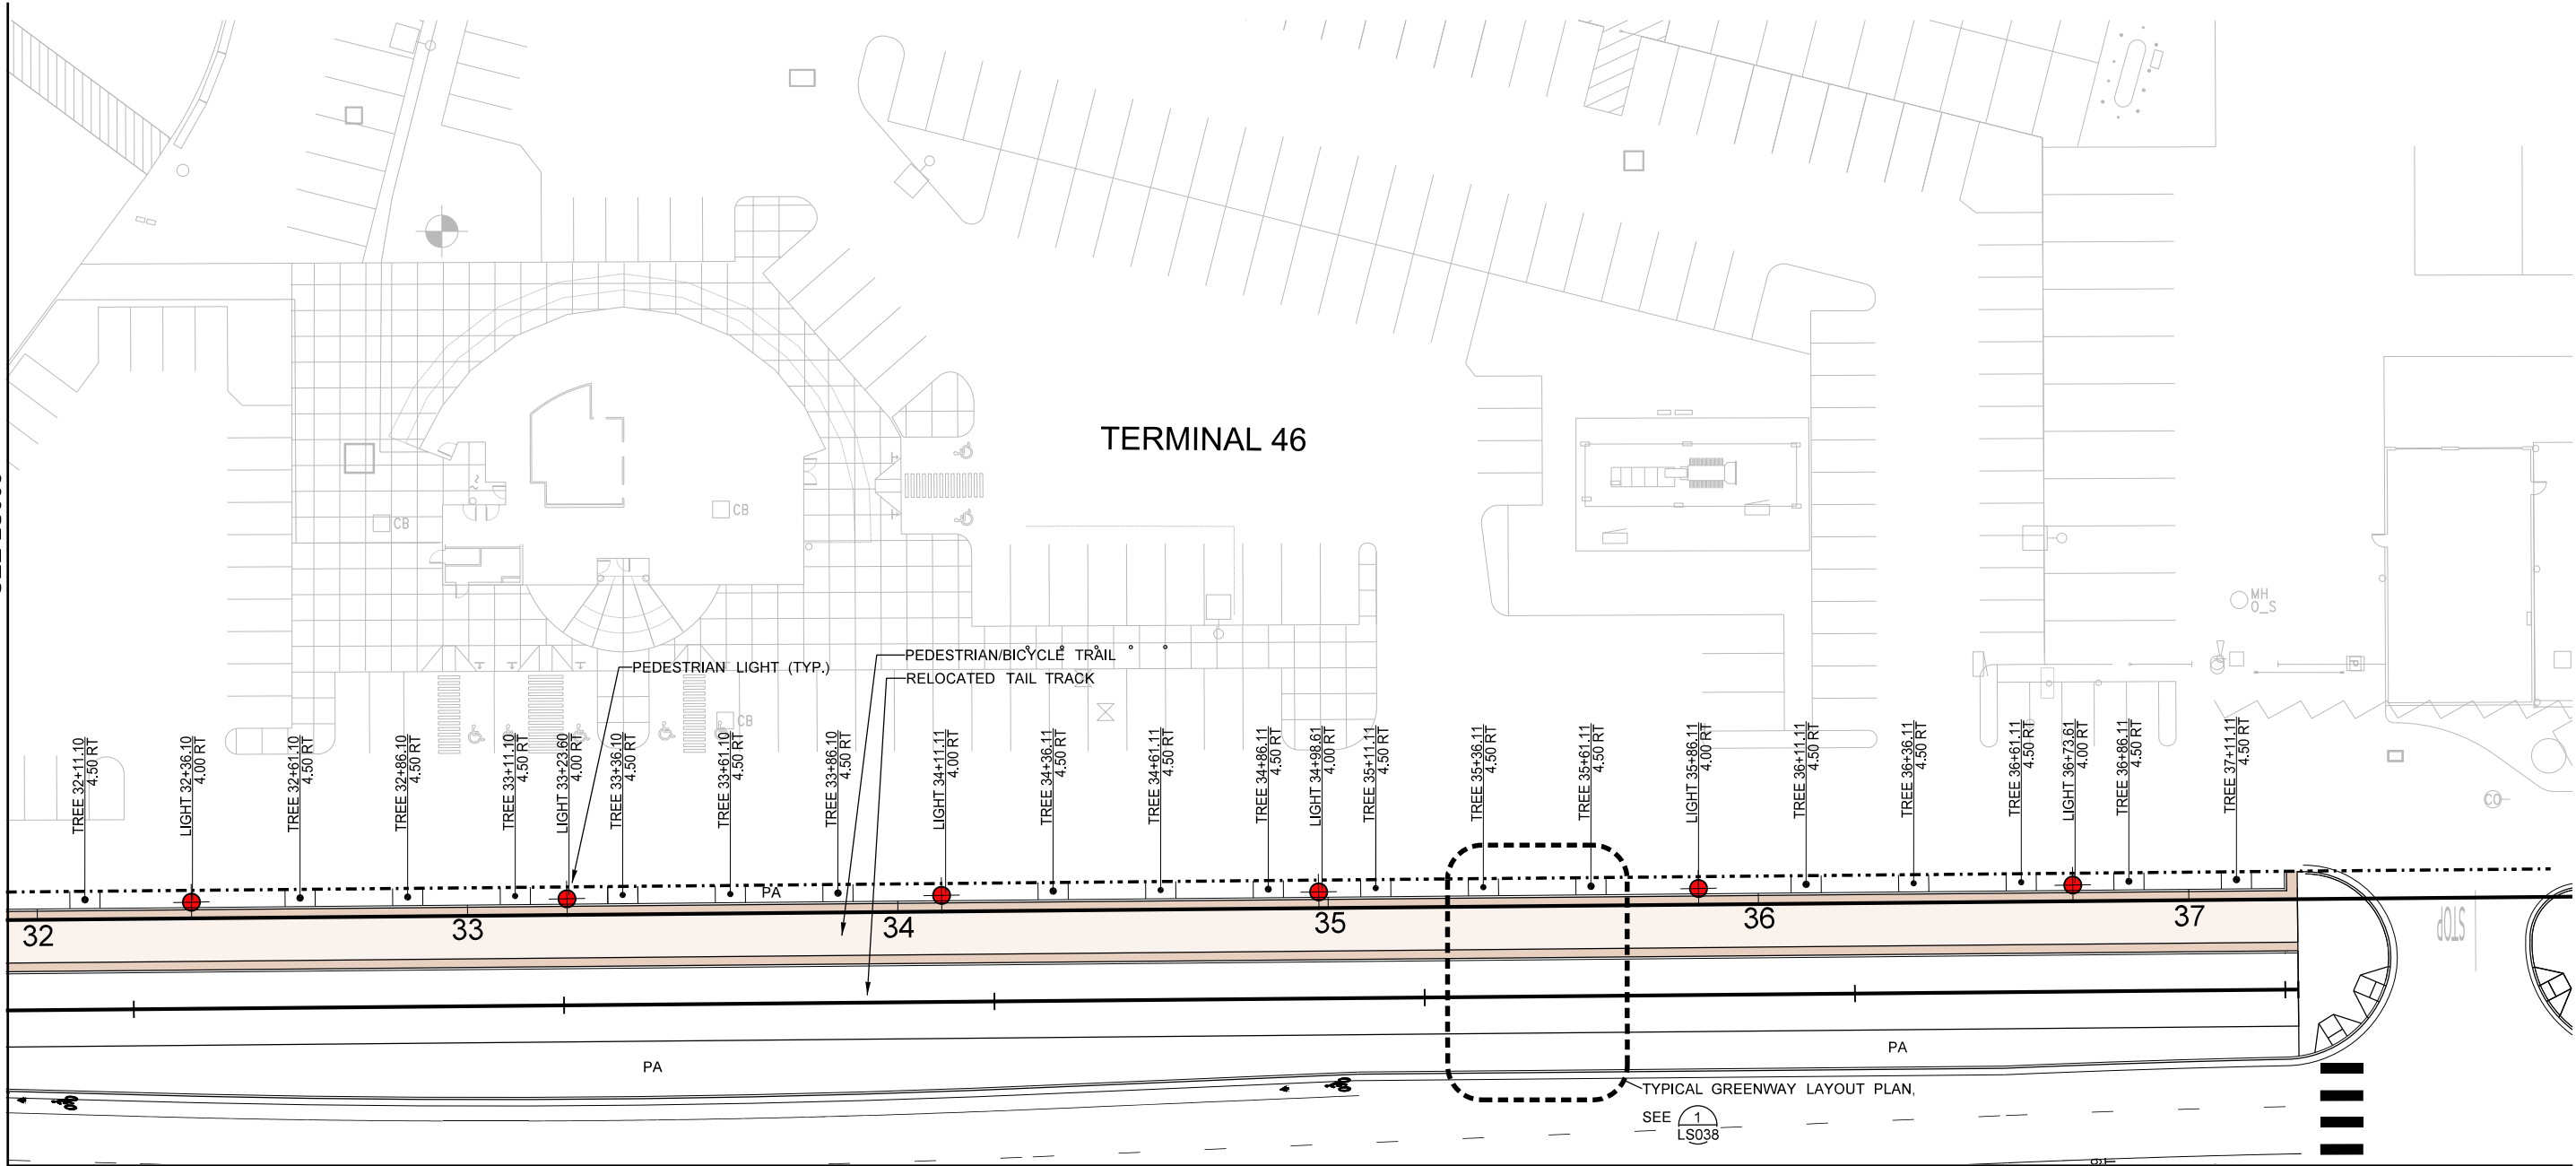 TERMINAL 46
CB
CB
CB
MH
O_S
CO
PEDESTRIAN LIGHT (TYP.)
PEDESTRIAN/BICYCLE TRAIL
RELOCATED TAIL TRACK
TREE 32+11.10
4.50 RT
LIGHT 32+36.10
4.00 RT
TREE 32+61.10
4.50 RT
TREE 32+86.10
4.50 RT
TREE 33+11.10
4.50 RT
LIGHT 33+23.60
4.00 RT
TREE 33+36.10
4.50 RT
TREE 33+61.10
4.50 RT
TREE 33+86.10
4.50 RT
LIGHT 34+11.11
4.00 RT
TREE 34+36.11
4.50 RT
TREE 34+61.11
4.50 RT
TREE 34+86.11
4.50 RT
LIGHT 34+98.61
4.00 RT
TREE 35+11.11
4.50 RT
TREE 35+36.11
4.50 RT
TREE 35+61.11
4.50 RT
LIGHT 35+86.11
4.00 RT
TREE 36+11.11
4.50 RT
TREE 36+36.11
4.50 RT
TREE 36+61.11
4.50 RT
LIGHT 36+73.61
4.00 RT
TREE 36+86.11
4.50 RT
TREE 37+11.11
4.50 RT
PA
32
33
34
35
36
37
STOP
PA
PA
TYPICAL GREENWAY LAYOUT PLAN,
SEE 1
LS038